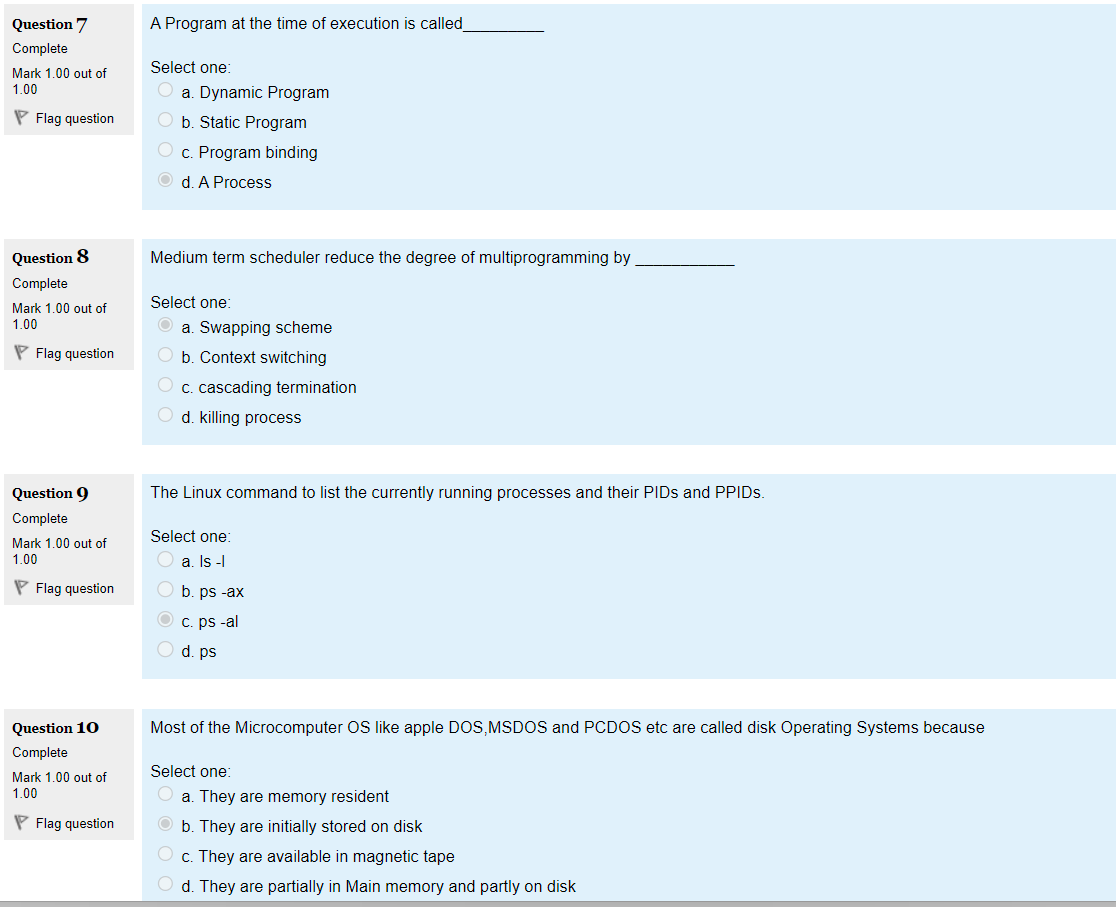 Question 7
Complete
Mark 1.00 out of
1.00
Flag question
A Program at the time of execution is called_________
Select one:
a. Dynamic Program
b. Static Program
c. Program binding
d. A Process
Question 8
Complete
Mark 1.00 out of
1.00
Flag question
Medium term scheduler reduce the degree of multiprogramming by ___________
Select one:
a. Swapping scheme
b. Context switching
c. cascading termination
d. killing process
Question 9
Complete
Mark 1.00 out of
1.00
Flag question
The Linux command to list the currently running processes and their PIDs and PPIDs.
Select one:
a. ls -l
b. ps -ax
c. ps -al
d. ps
Question 10
Complete
Mark 1.00 out of
1.00
Flag question
Most of the Microcomputer OS like apple DOS,MSDOS and PCDOS etc are called disk Operating Systems because
Select one:
a. They are memory resident
b. They are initially stored on disk
c. They are available in magnetic tape
d. They are partially in Main memory and partly on disk